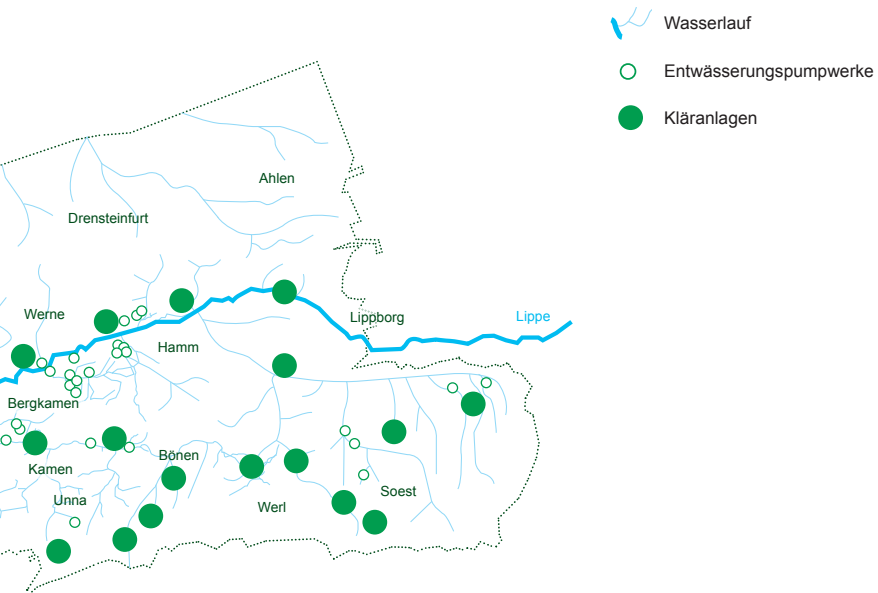 Wasserlauf
Entwässerungspumpwerke
Kläranlagen
Ahlen
Drensteinfurt
Werne
Lippborg
Lippe
Hamm
Bergkamen
Bönen
Kamen
Soest
Unna
Werl